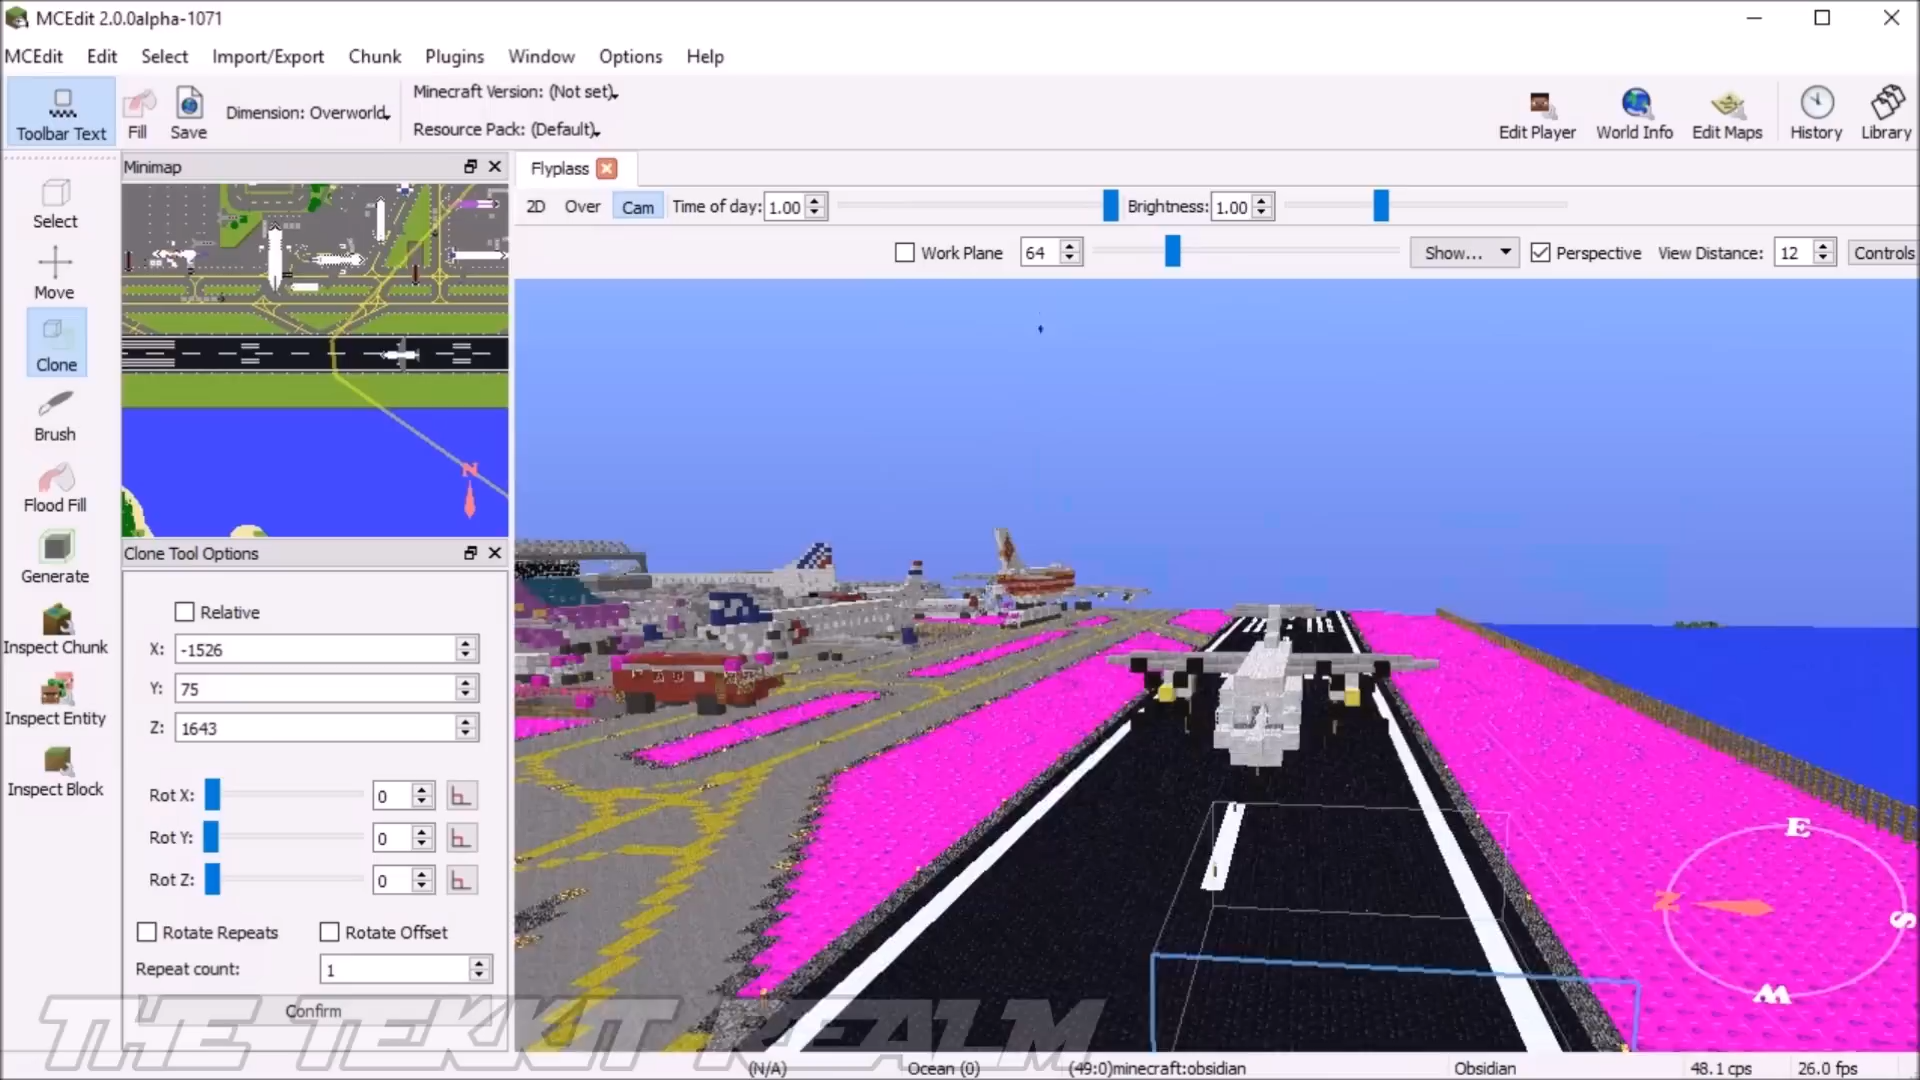 MCEdit 2.0.0alpha-1071
MCEdit Edit Select Import/Export Chunk Plugins Window Options Help
Toolbar Text
Fill
Save
Dimension: Overworld
Minecraft Version: (Not set)
Resource Pack: (Default)
Edit Player
World Info
Edit Maps
History
Library
Select
Move
Clone
Brush
Flood Fill
Generate
Inspect Chunk
Inspect Entity
Inspect Block
Minimap
N
Clone Tool Options
Relative
X: -1526
Y: 75
Z: 1643
Rot X: 0
Rot Y: 0
Rot Z: 0
Rotate Repeats Rotate Offset
Repeat count: 1
Confirm
Flyplass
2D Over Cam Time of day: 1.00 Brightness: 1.00
Work Plane 64 Show... Perspective View Distance: 12 Controls
E
N
S
W
THE TEKKIT REALM
(N/A) Ocean (0) (49:0)minecraft:obsidian Obsidian 48.1 cps 26.0 fps